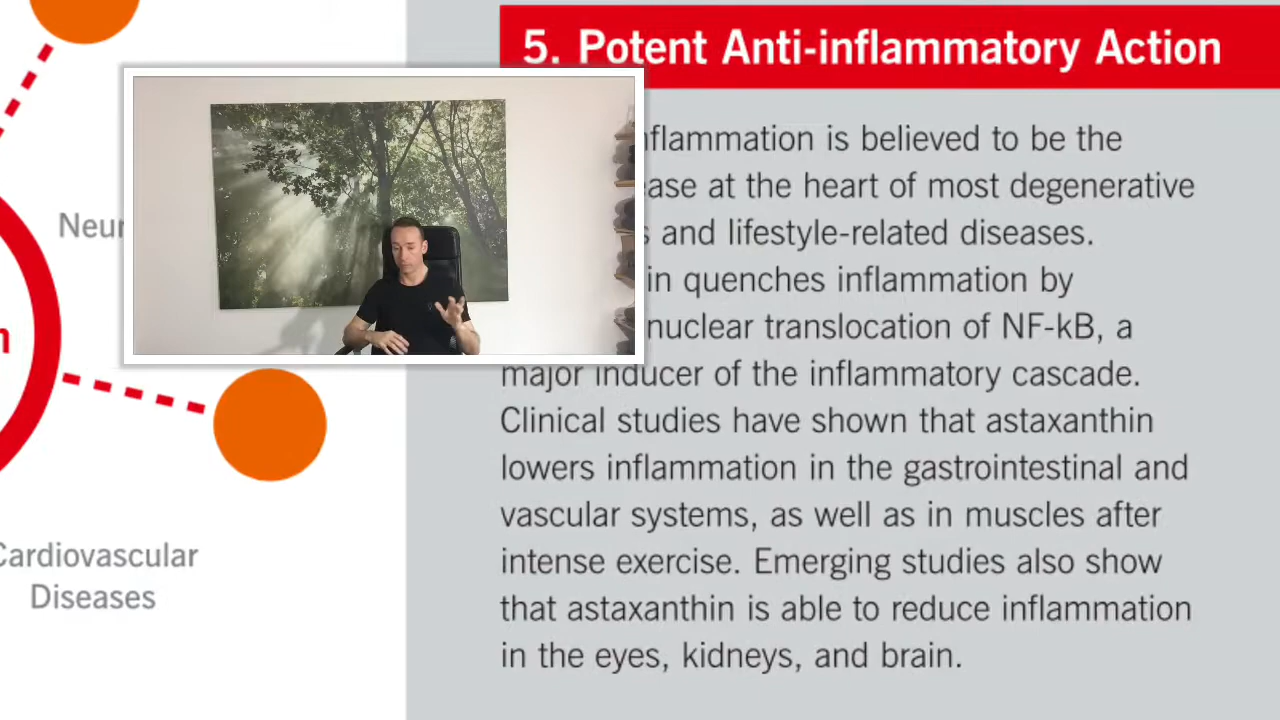 5. Potent Anti-inflammatory Action
nflammation is believed to be the
ease at the heart of most degenerative
s and lifestyle-related diseases.
in quenches inflammation by
nuclear translocation of NF-kB, a
major inducer of the inflammatory cascade.
Clinical studies have shown that astaxanthin
lowers inflammation in the gastrointestinal and
vascular systems, as well as in muscles after
intense exercise. Emerging studies also show
that astaxanthin is able to reduce inflammation
in the eyes, kidneys, and brain.
Neur
n
Cardiovascular
Diseases